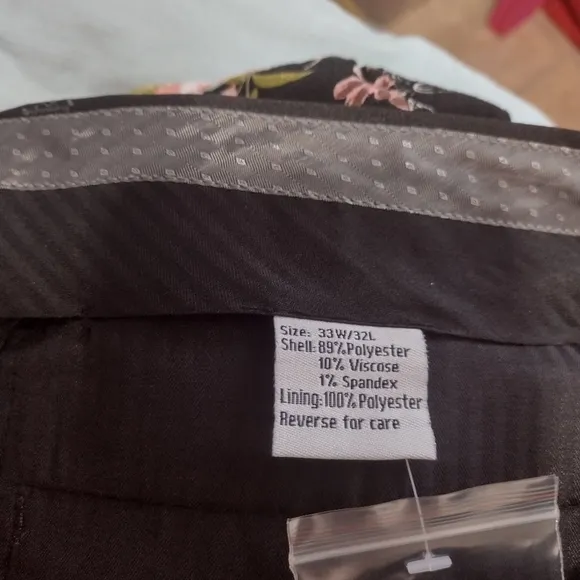 Size: 33W/32L
Shell:89%Polyester
10% Viscose
1% Spandex
Lining:100%Polyester
Reverse for care